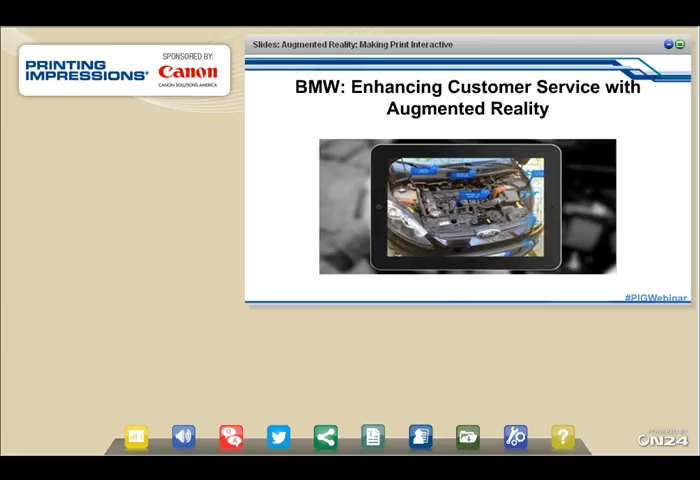 PRINTING
IMPRESSIONS
SPONSORED BY:
Canon
CANON SOLUTIONS AMERICA
Slides: Augmented Reality: Making Print Interactive
BMW: Enhancing Customer Service with
Augmented Reality
#PIGWebinar
Q
A
?
POWERED BY
ON24